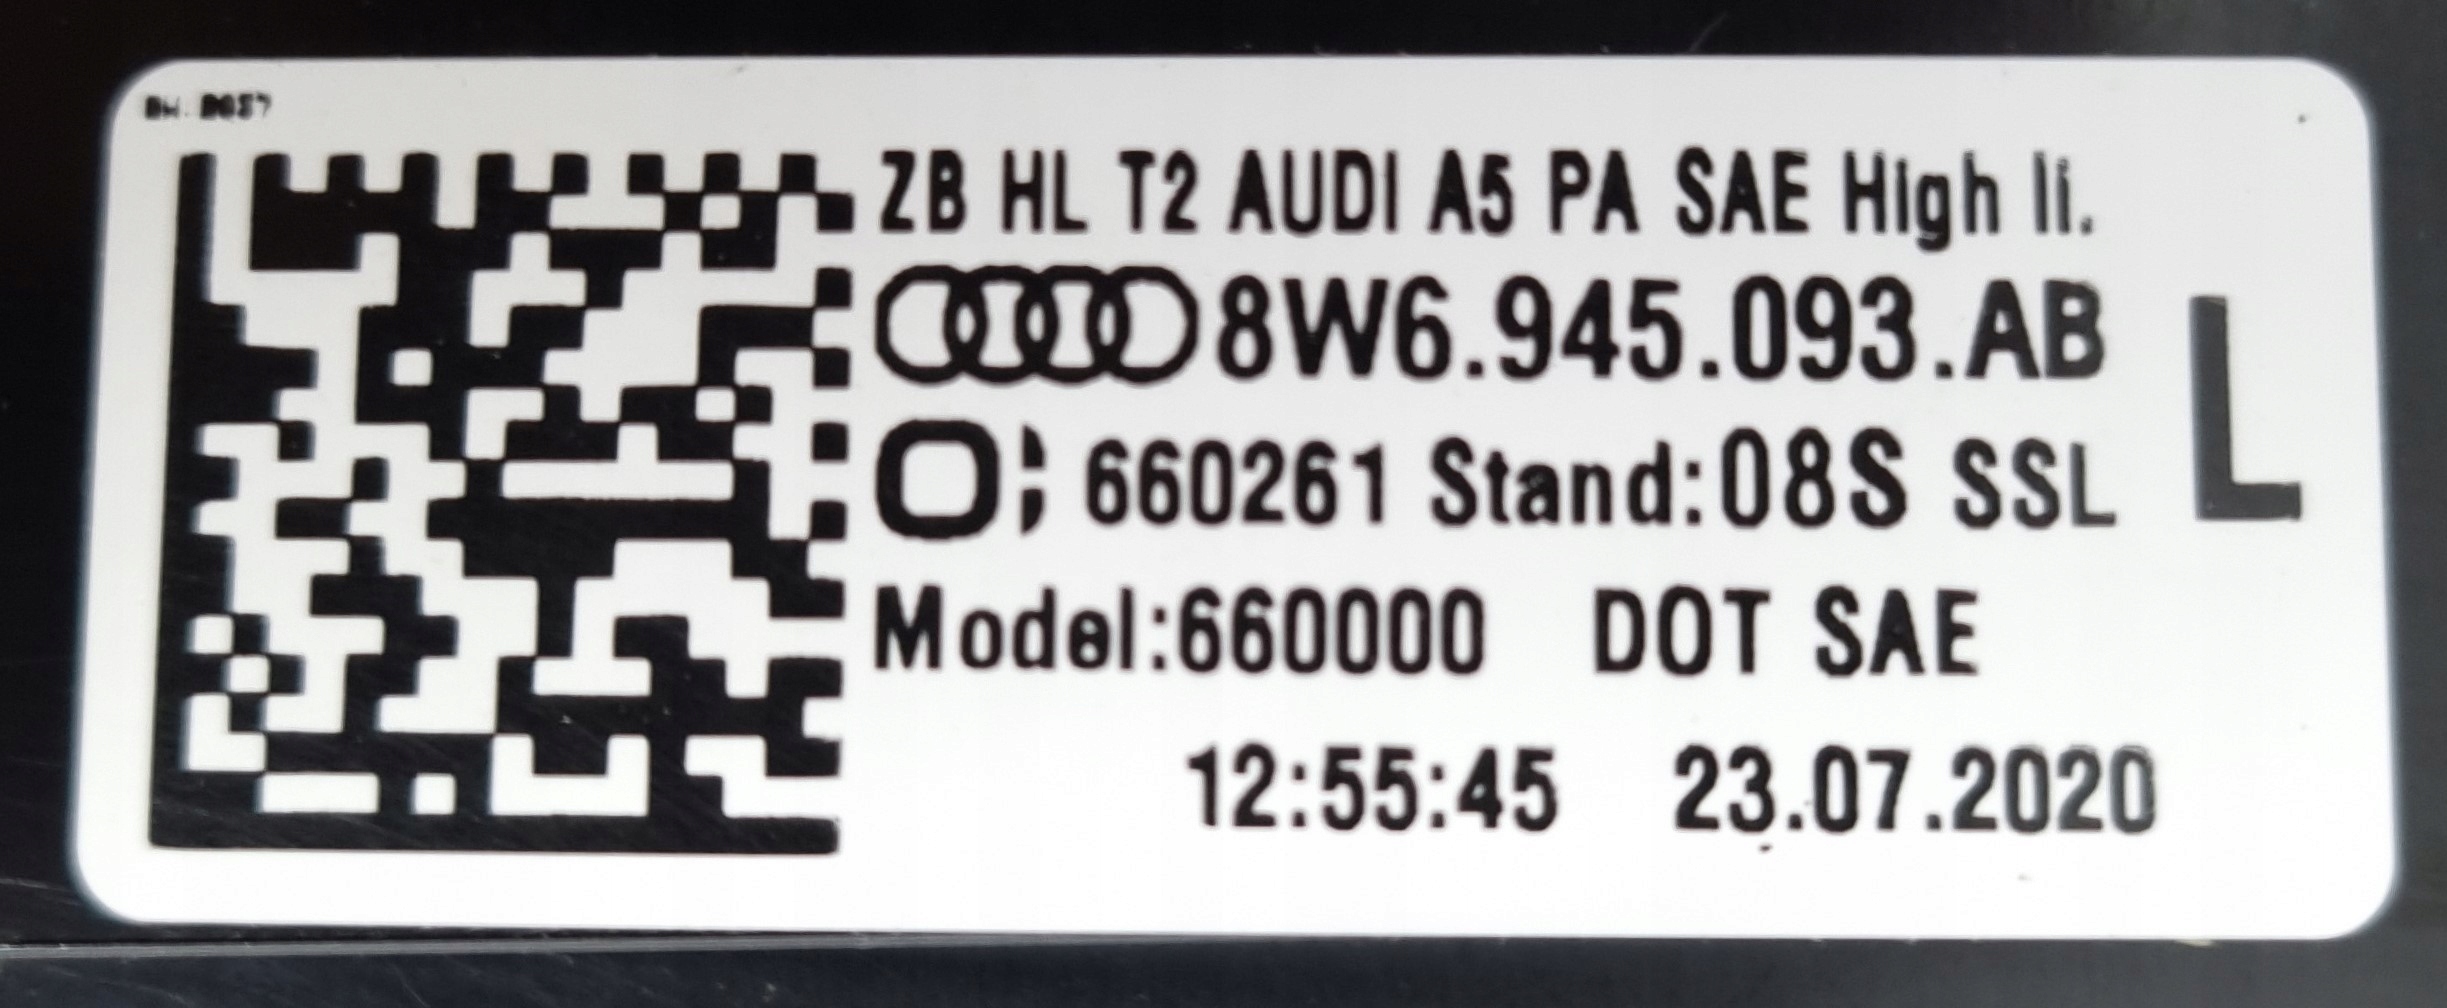 ZB HL T2 AUDI A5 PA SAE High li.
8W6.945.093.AB
L
660261 Stand:08S SSL
Model:660000 DOT SAE
12:55:45 23.07.2020